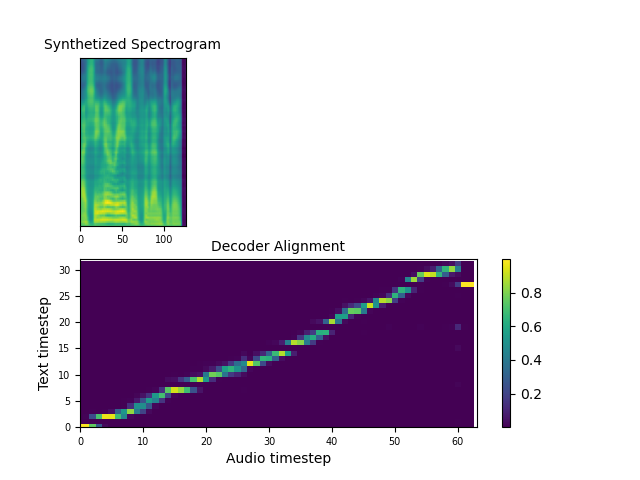 Synthetized Spectrogram
0 50 100
Decoder Alignment
30
25
20
15
10
5
0
Text timestep
0 10 20 30 40 50 60
Audio timestep
0.8
0.6
0.4
0.2